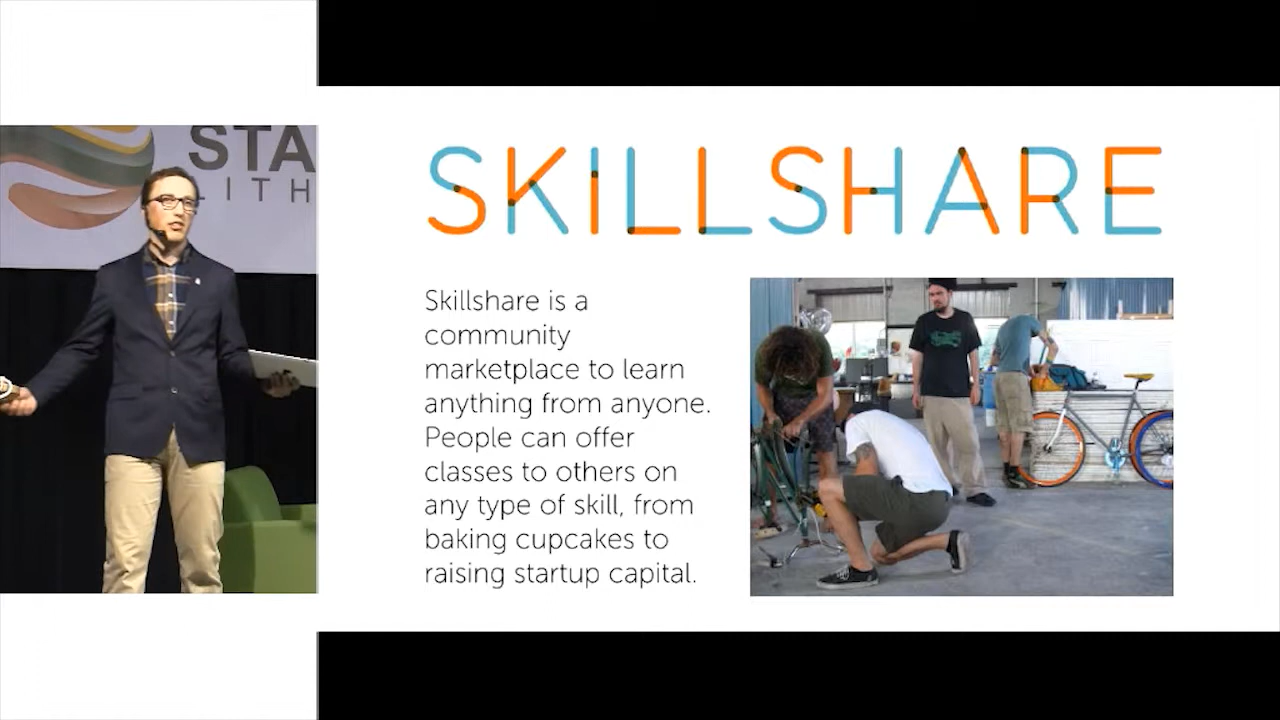 STA
LITH
SKILLSHARE
Skillshare is a
community
marketplace to learn
anything from anyone.
People can offer
classes to others on
any type of skill, from
baking cupcakes to
raising startup capital.